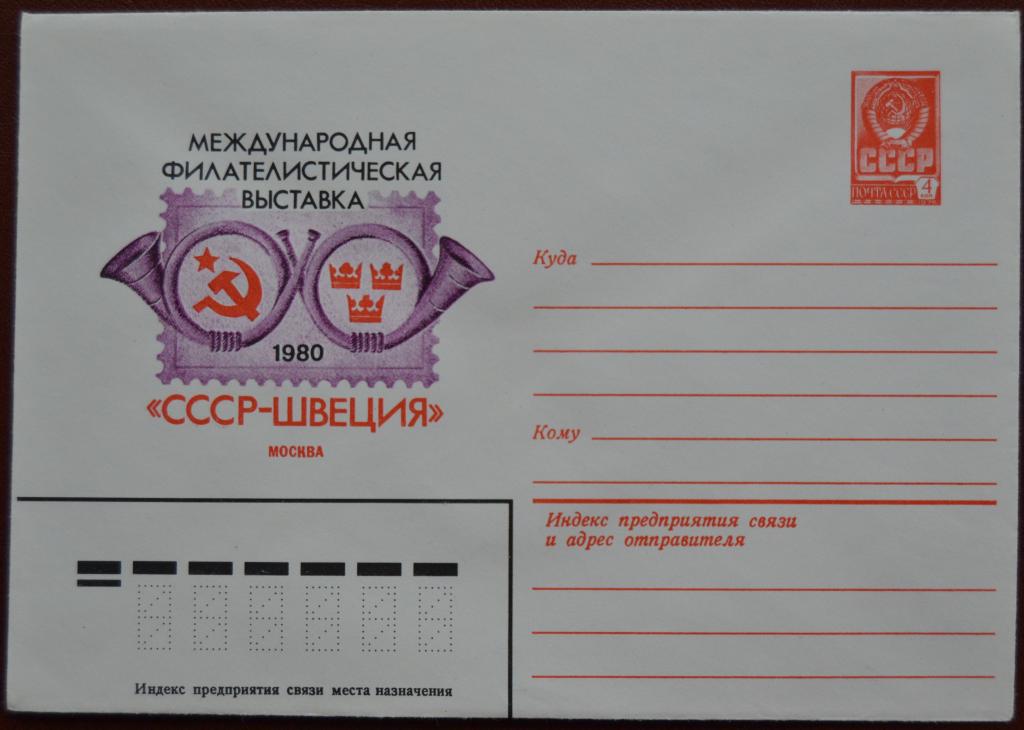 МЕЖДУНАРОДНАЯ
ФИЛАТЕЛИСТИЧЕСКАЯ
ВЫСТАВКА
1980
«СССР-ШВЕЦИЯ»
МОСКВА
СССР
ПОЧТА СССР
4
Куда
Кому
Индекс предприятия связи
и адрес отправителя
Индекс предприятия связи места назначения